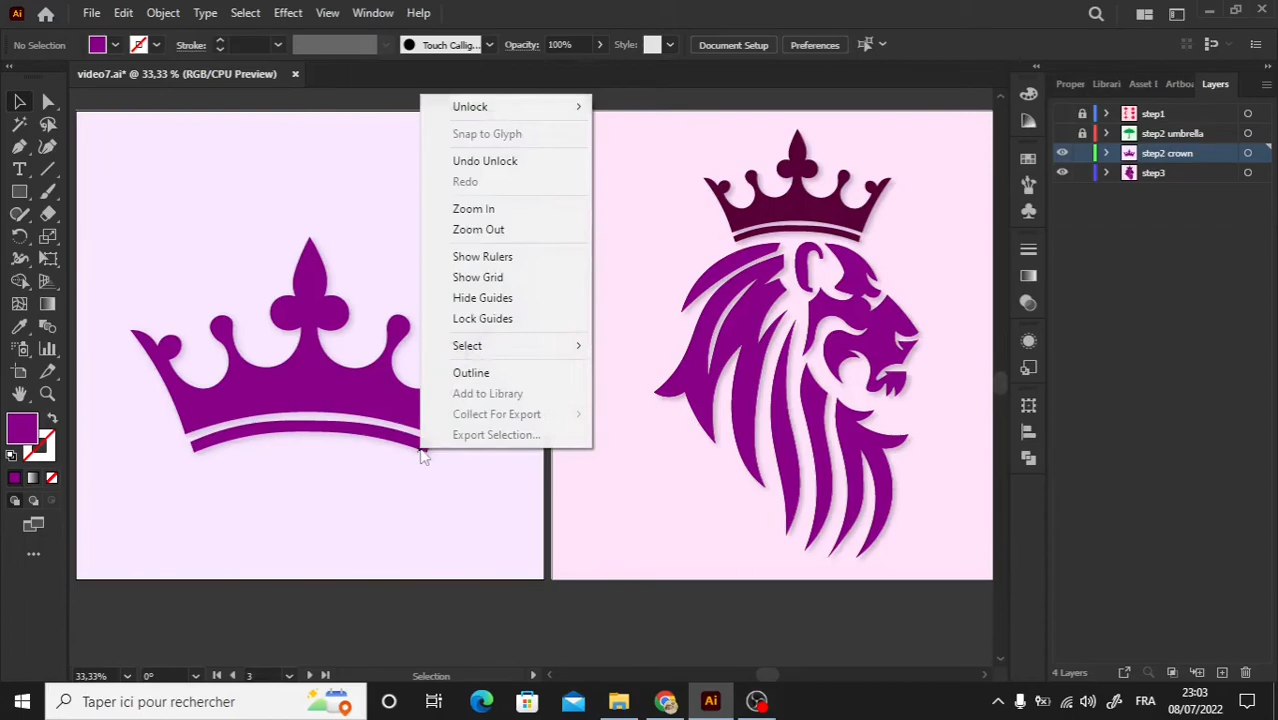 Ai File Edit Object Type Select Effect View Window Help
No Selection Stroke: Touch Callig... Opacity: 100% Style: Document Setup Preferences
video7.ai* @ 33,33 % (RGB/CPU Preview)
Proper Librari Asset I Artboa Layers
Unlock
Snap to Glyph
Undo Unlock
Redo
Zoom In
Zoom Out
Show Rulers
Show Grid
Hide Guides
Lock Guides
Select
Outline
Add to Library
Collect For Export
Export Selection...
step1
step2 umbrella
step2 crown
step3
33,33% 0° 3 Selection 4 Layers
Taper ici pour rechercher Ai FRA 23:03
08/07/2022